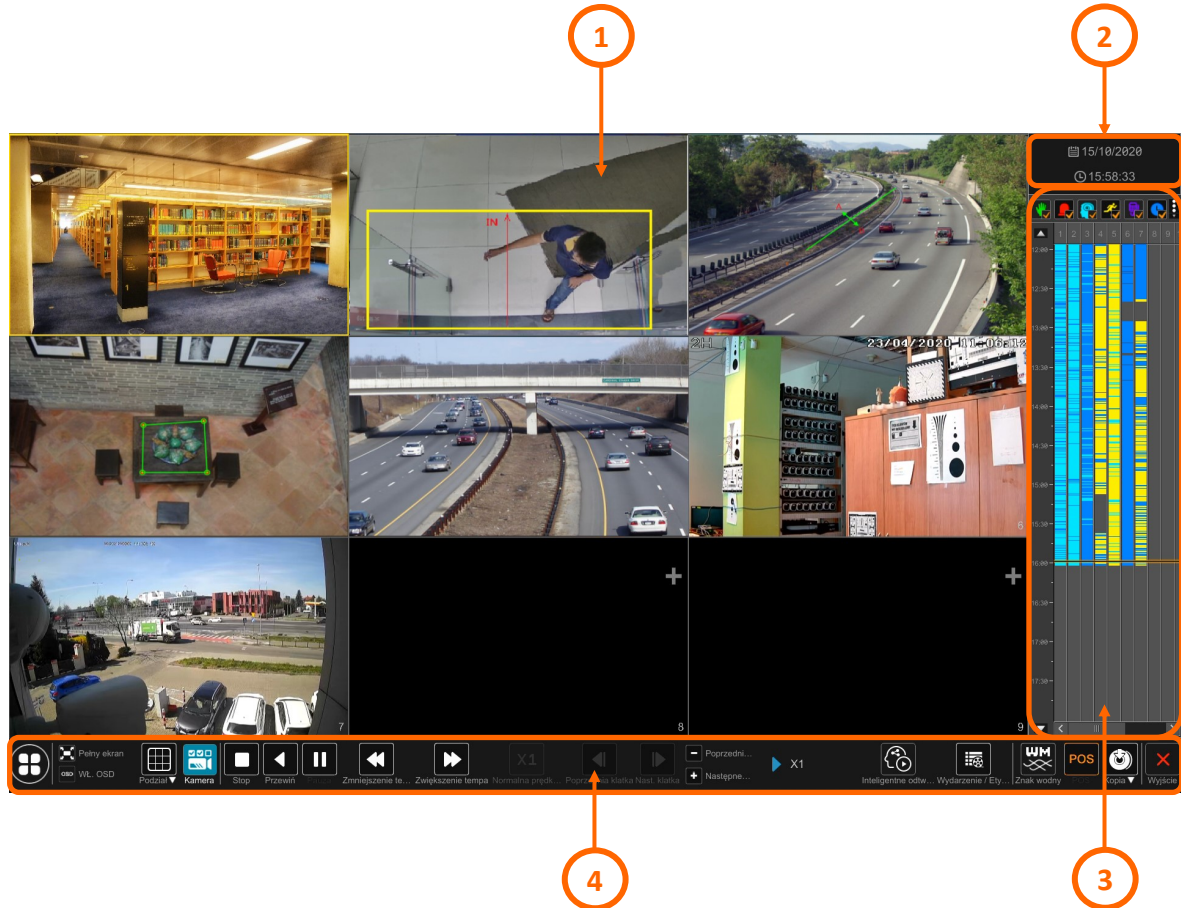 1
2
15/10/2020
15:58:33
IN
A
1 2 3 4 5 6 7 8 9
12:00
12:30
13:00
13:30
14:00
14:30
15:00
15:30
16:00
16:30
17:00
17:30
23/04/2020 11:06:12
6
7
8
9
Pełny ekran
OSD WŁ. OSD
Podział
Kamera
Stop
Przewiń
Zmniejszenie te...
Zwiększenie tempa
X1
Normalna prędk...
Poprzednia klatka
Nast. klatka
Poprzedni...
Następne...
X1
Inteligentne odtw...
Wydarzenie / Ety...
WM
Znak wodny
POS
Kopia
Wyjście
4
3